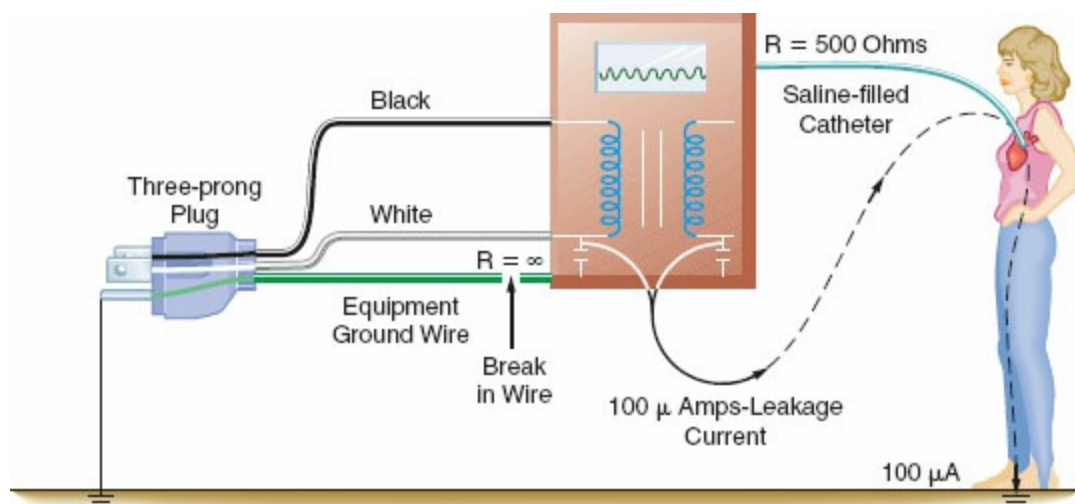 R = 500 Ohms
Black
Saline-filled
Catheter
Three-prong
Plug
White
R = ∞
Equipment
Ground Wire
Break
in Wire
100 μ Amps-Leakage
Current
100 μA